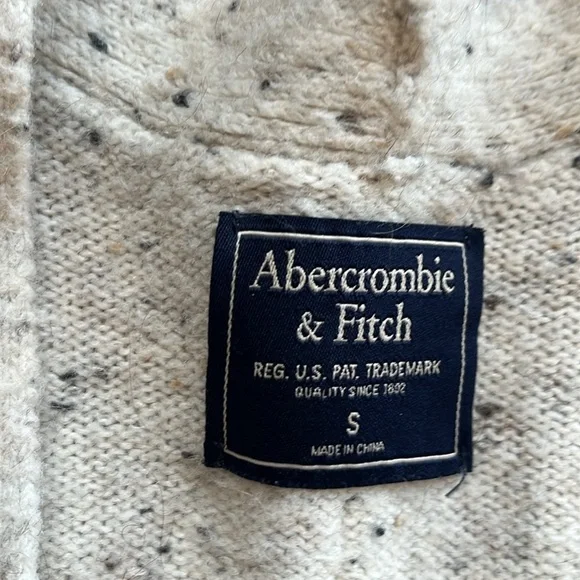 Abercrombie
& Fitch
REG. U.S. PAT. TRADEMARK
QUALITY SINCE 1892
S
MADE IN CHINA